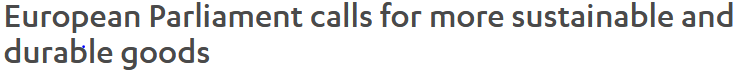 European Parliament calls for more sustainable and
durable goods